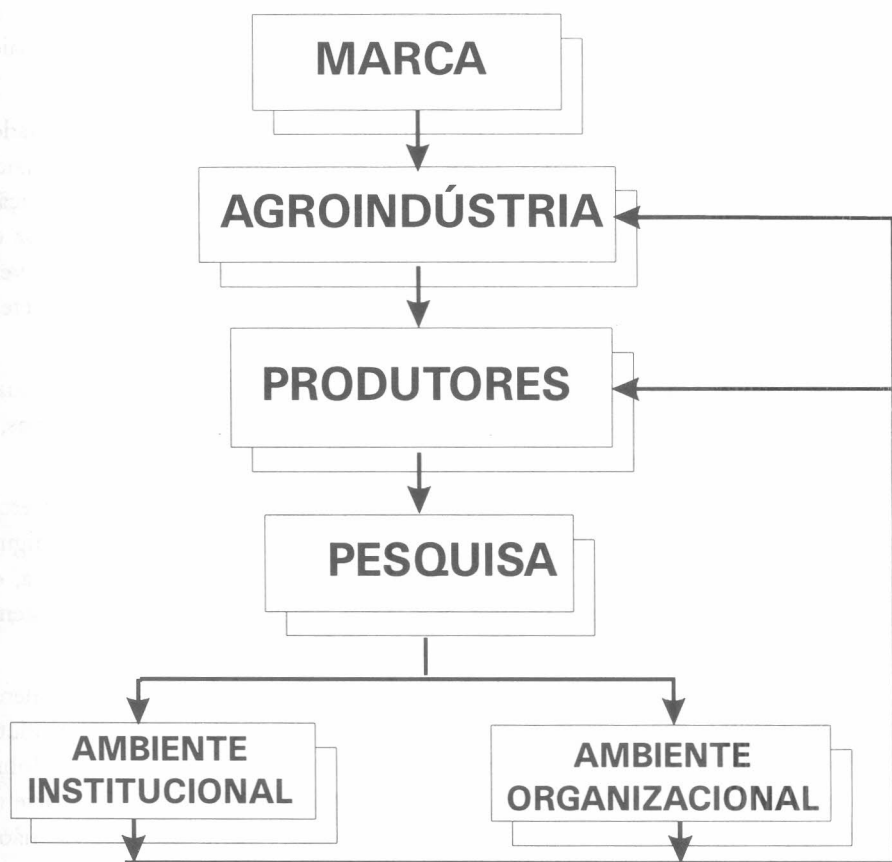 MARCA
AGROINDÚSTRIA
PRODUTORES
PESQUISA
AMBIENTE
INSTITUCIONAL
AMBIENTE
ORGANIZACIONAL